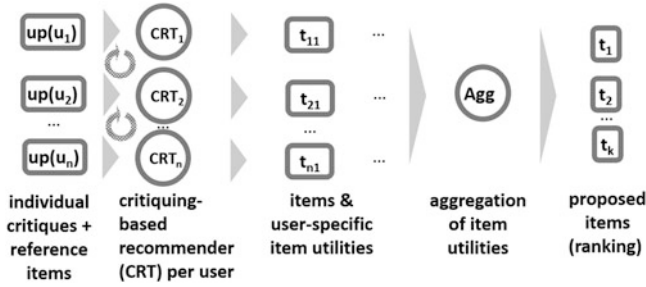 up(u1) CRT1 t11 ... t1
up(u2) CRT2 t21 ... Agg t2
... ... ... ...
up(un) CRTn tn1 ... tk
individual critiques + reference items
critiquing-based recommender (CRT) per user
items & user-specific item utilities
aggregation of item utilities
proposed items (ranking)